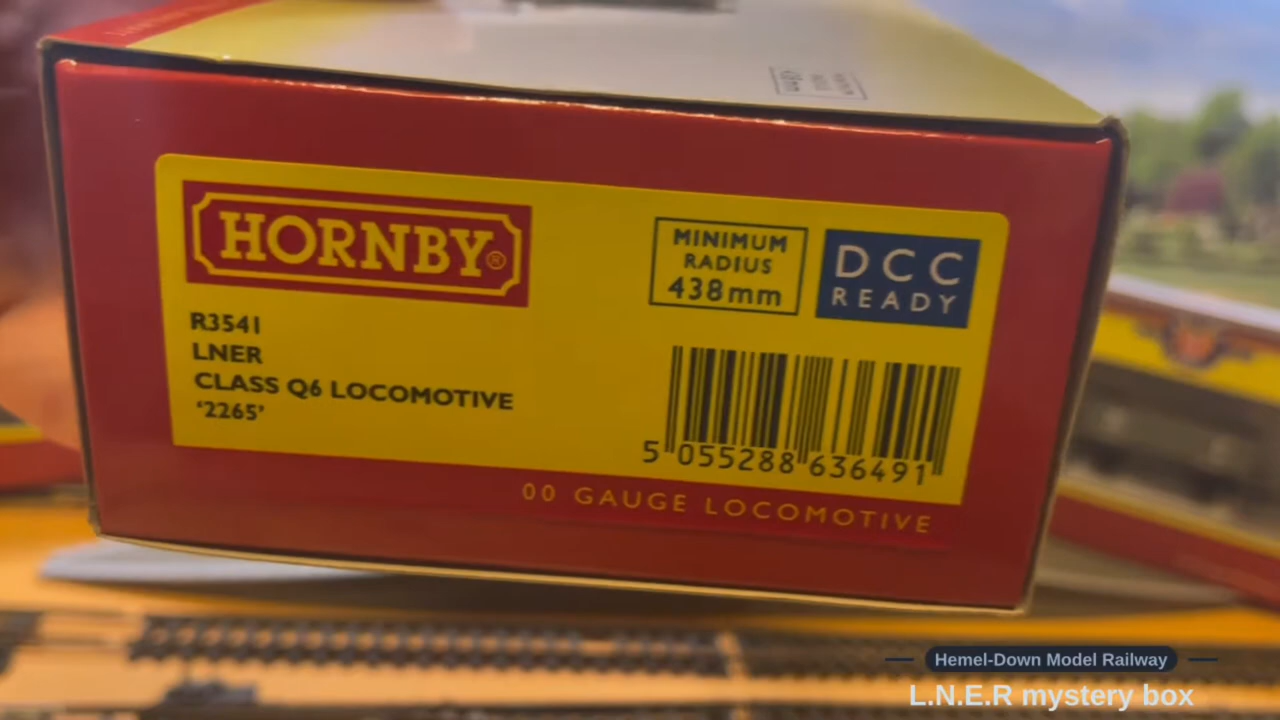 HORNBY®
MINIMUM
RADIUS
438mm
DCC
READY
R3541
LNER
CLASS Q6 LOCOMOTIVE
‘2265’
5 055288 636491
00 GAUGE LOCOMOTIVE
Hemel-Down Model Railway
L.N.E.R mystery box